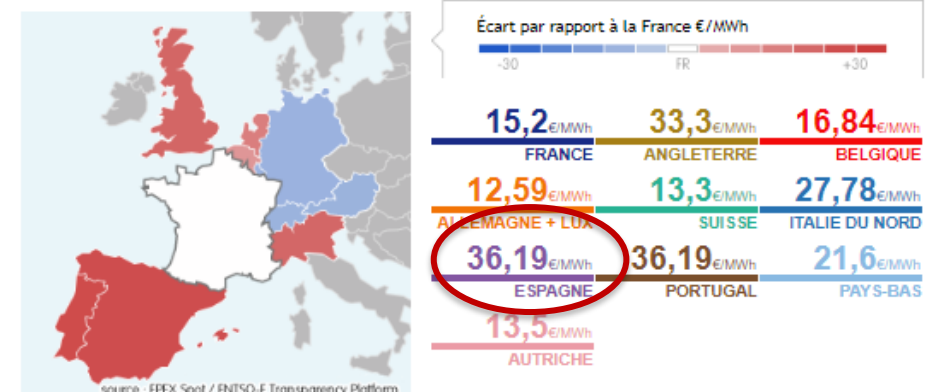 Écart par rapport à la France €/MWh
-30 FR +30
15,2€/MWh 33,3€/MWh 16,84€/MWh
FRANCE ANGLETERRE BELGIQUE
12,59€/MWh 13,3€/MWh 27,78€/MWh
ALLEMAGNE + LUX SUISSE ITALIE DU NORD
36,19€/MWh 36,19€/MWh 21,6€/MWh
ESPAGNE PORTUGAL PAYS-BAS
13,5€/MWh
AUTRICHE
source : EPEX Spot / ENTSO-E Transparency Platform